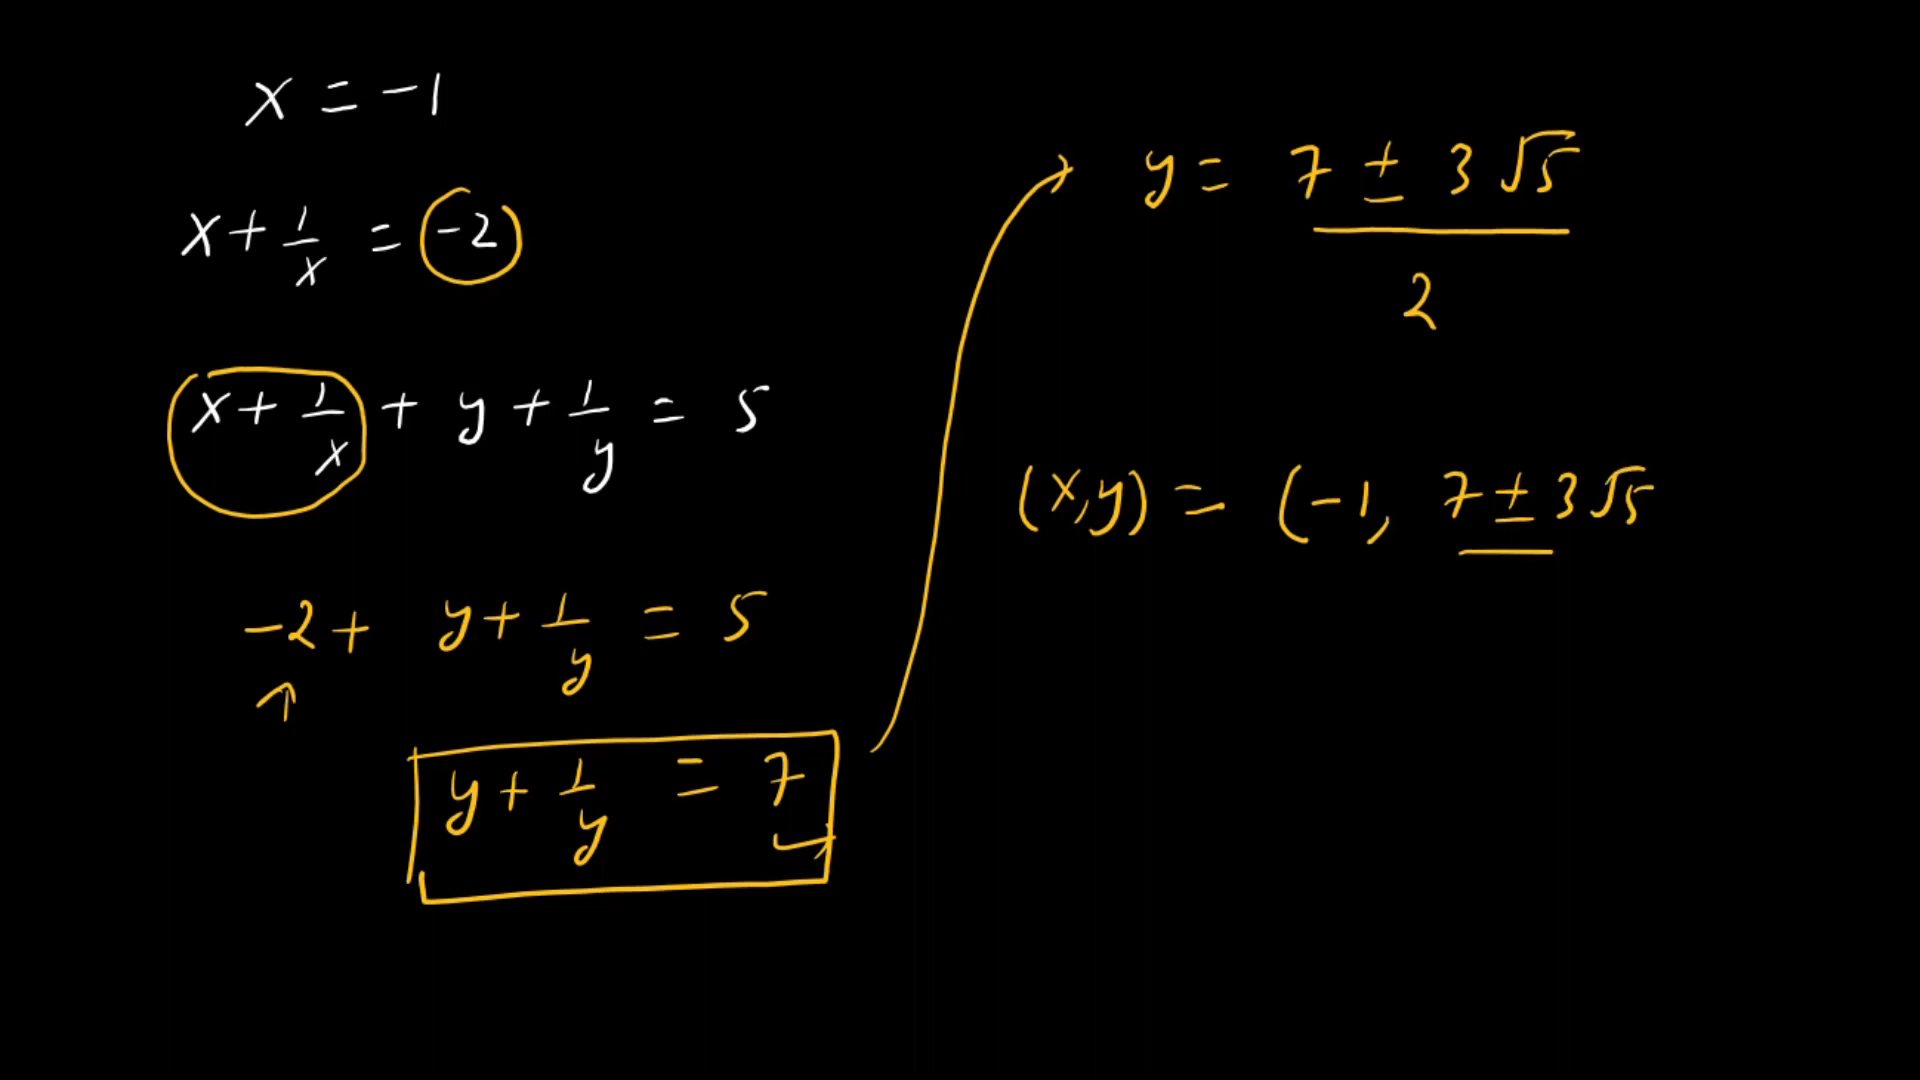 x = -1
x + 1/x = -2
x + 1/x + y + 1/y = 5
-2 + y + 1/y = 5
y + 1/y = 7
y = 7 ± 3√5
2
(x,y) = (-1, 7 ± 3√5